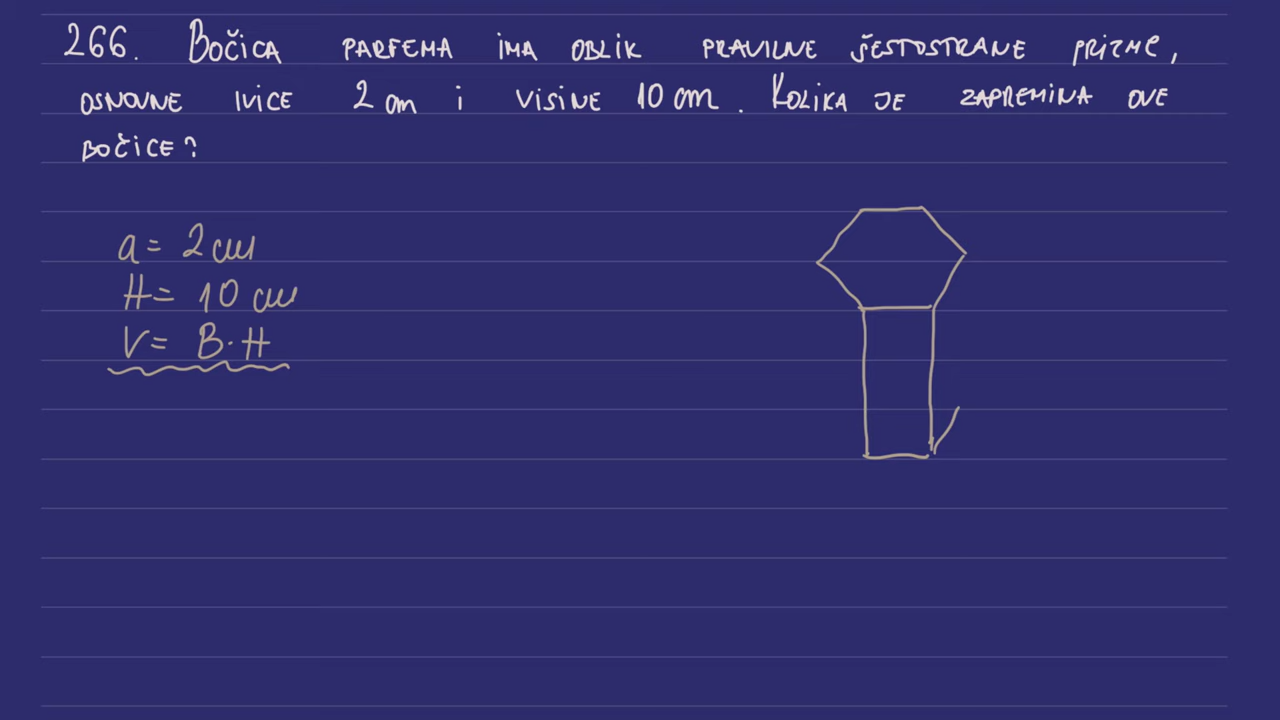 266. BOČICA PARFEMA IMA OBLIK PRAVILNE ŠESTOSTRANE PRIZME,
OSNOVNE IVICE 2 cm i VISINE 10 cm. KOLIKA JE ZAPREMINA OVE
BOČICE?
a = 2 cm
H = 10 cm
V = B·H